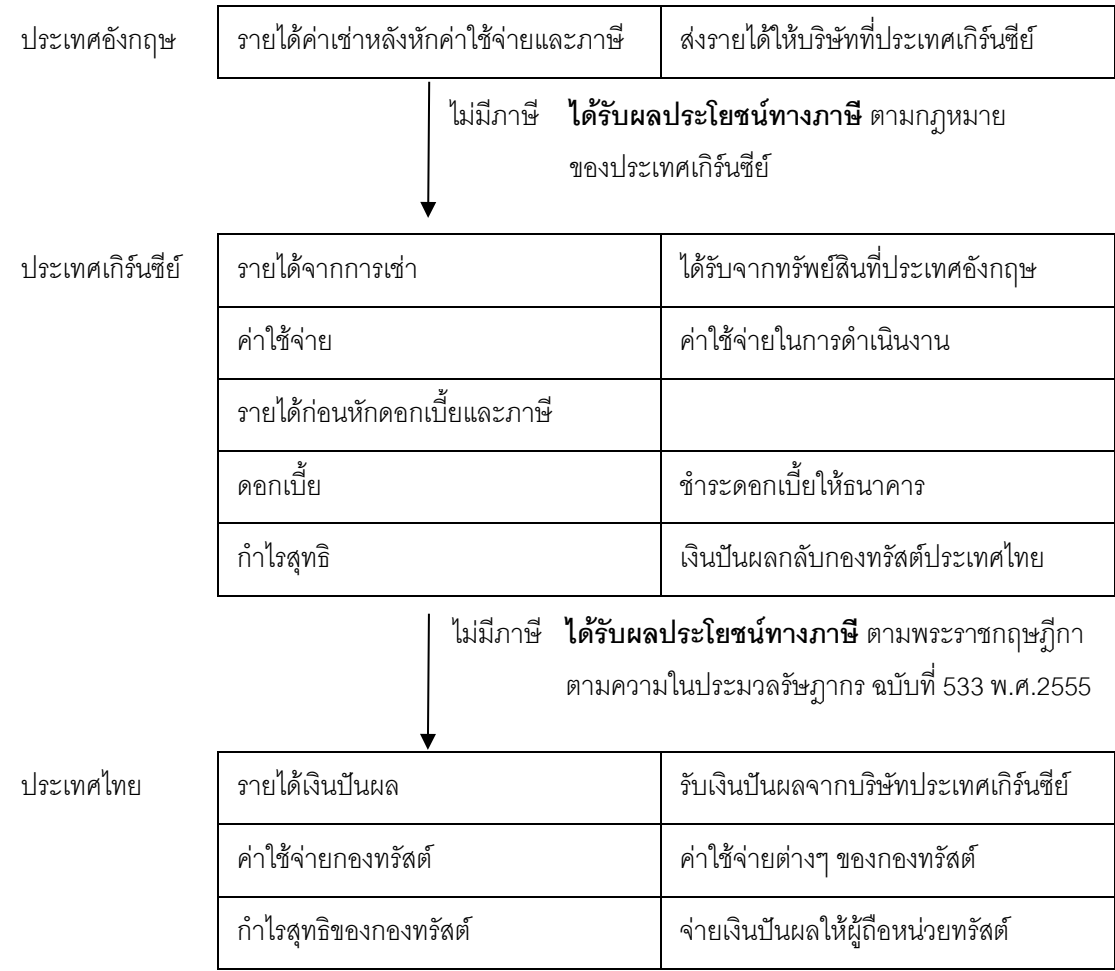 ประเทศอังกฤษ รายได้ค่าเช่าหลังหักค่าใช้จ่ายและภาษี ส่งรายได้ให้บริษัทที่ประเทศเกิร์นซีย์
ไม่มีภาษี ได้รับผลประโยชน์ทางภาษี ตามกฎหมาย
ของประเทศเกิร์นซีย์
ประเทศเกิร์นซีย์ รายได้จากการเช่า ได้รับจากทรัพย์สินที่ประเทศอังกฤษ
ค่าใช้จ่าย ค่าใช้จ่ายในการดำเนินงาน
รายได้ก่อนหักดอกเบี้ยและภาษี
ดอกเบี้ย ชำระดอกเบี้ยให้ธนาคาร
กำไรสุทธิ เงินปันผลกลับกองทรัสต์ประเทศไทย
ไม่มีภาษี ได้รับผลประโยชน์ทางภาษี ตามพระราชกฤษฎีกา
ตามความในประมวลรัษฎากร ฉบับที่ 533 พ.ศ.2555
ประเทศไทย รายได้เงินปันผล รับเงินปันผลจากบริษัทประเทศเกิร์นซีย์
ค่าใช้จ่ายกองทรัสต์ ค่าใช้จ่ายต่างๆ ของกองทรัสต์
กำไรสุทธิของกองทรัสต์ จ่ายเงินปันผลให้ผู้ถือหน่วยทรัสต์